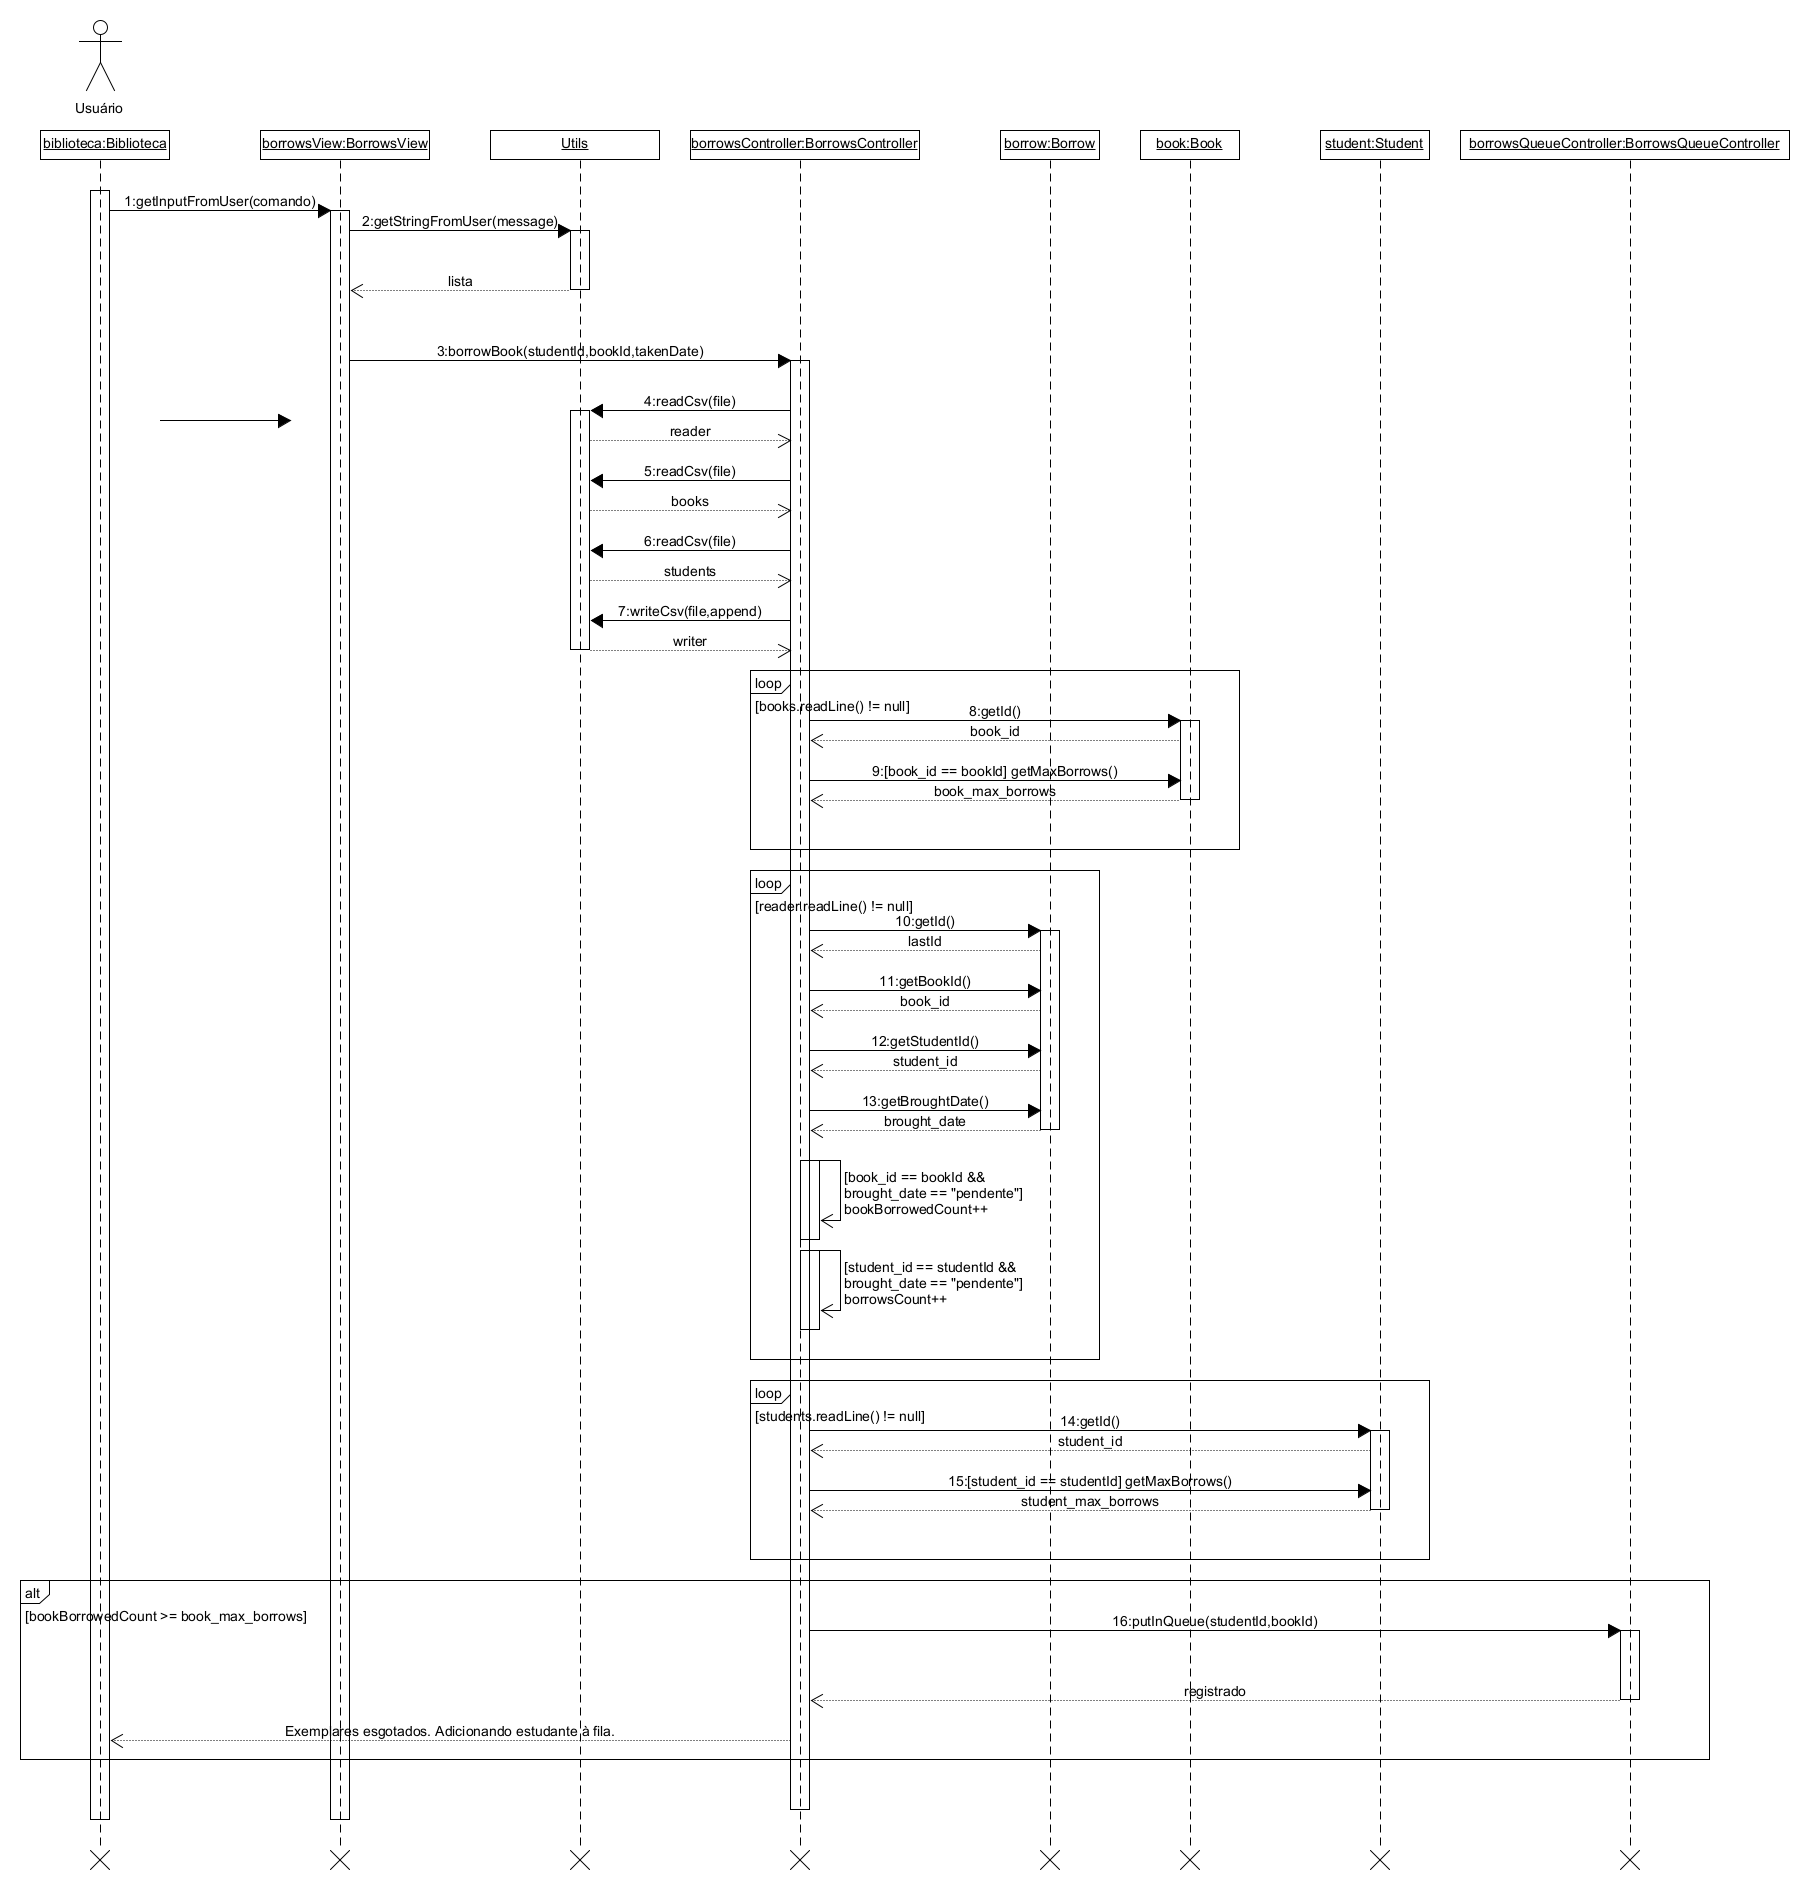 Usuário
biblioteca:Biblioteca
borrowsView:BorrowsView
Utils
borrowsController:BorrowsController
borrow:Borrow
book:Book
student:Student
borrowsQueueController:BorrowsQueueController
1:getInputFromUser(comando)
2:getStringFromUser(message)
lista
3:borrowBook(studentId,bookId,takenDate)
4:readCsv(file)
reader
5:readCsv(file)
books
6:readCsv(file)
students
7:writeCsv(file,append)
writer
loop
[books.readLine() != null]
8:getId()
book_id
9:[book_id == bookId] getMaxBorrows()
book_max_borrows
loop
[reader.readLine() != null]
10:getId()
lastId
11:getBookId()
book_id
12:getStudentId()
student_id
13:getBroughtDate()
brought_date
[book_id == bookId &&
brought_date == "pendente"]
bookBorrowedCount++
[student_id == studentId &&
brought_date == "pendente"]
borrowsCount++
loop
[students.readLine() != null]
14:getId()
student_id
15:[student_id == studentId] getMaxBorrows()
student_max_borrows
alt
[bookBorrowedCount >= book_max_borrows]
16:putInQueue(studentId,bookId)
registrado
Exemplares esgotados. Adicionando estudante à fila.